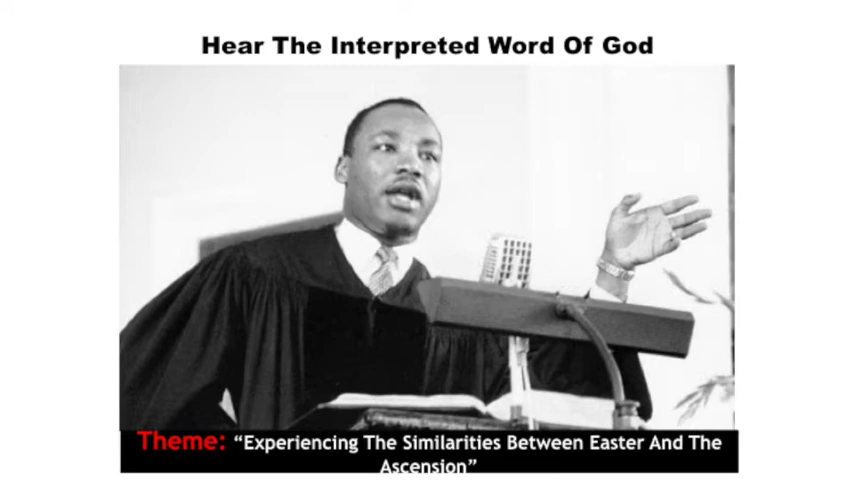 Hear The Interpreted Word Of God
Theme: “Experiencing The Similarities Between Easter And The
Ascension”